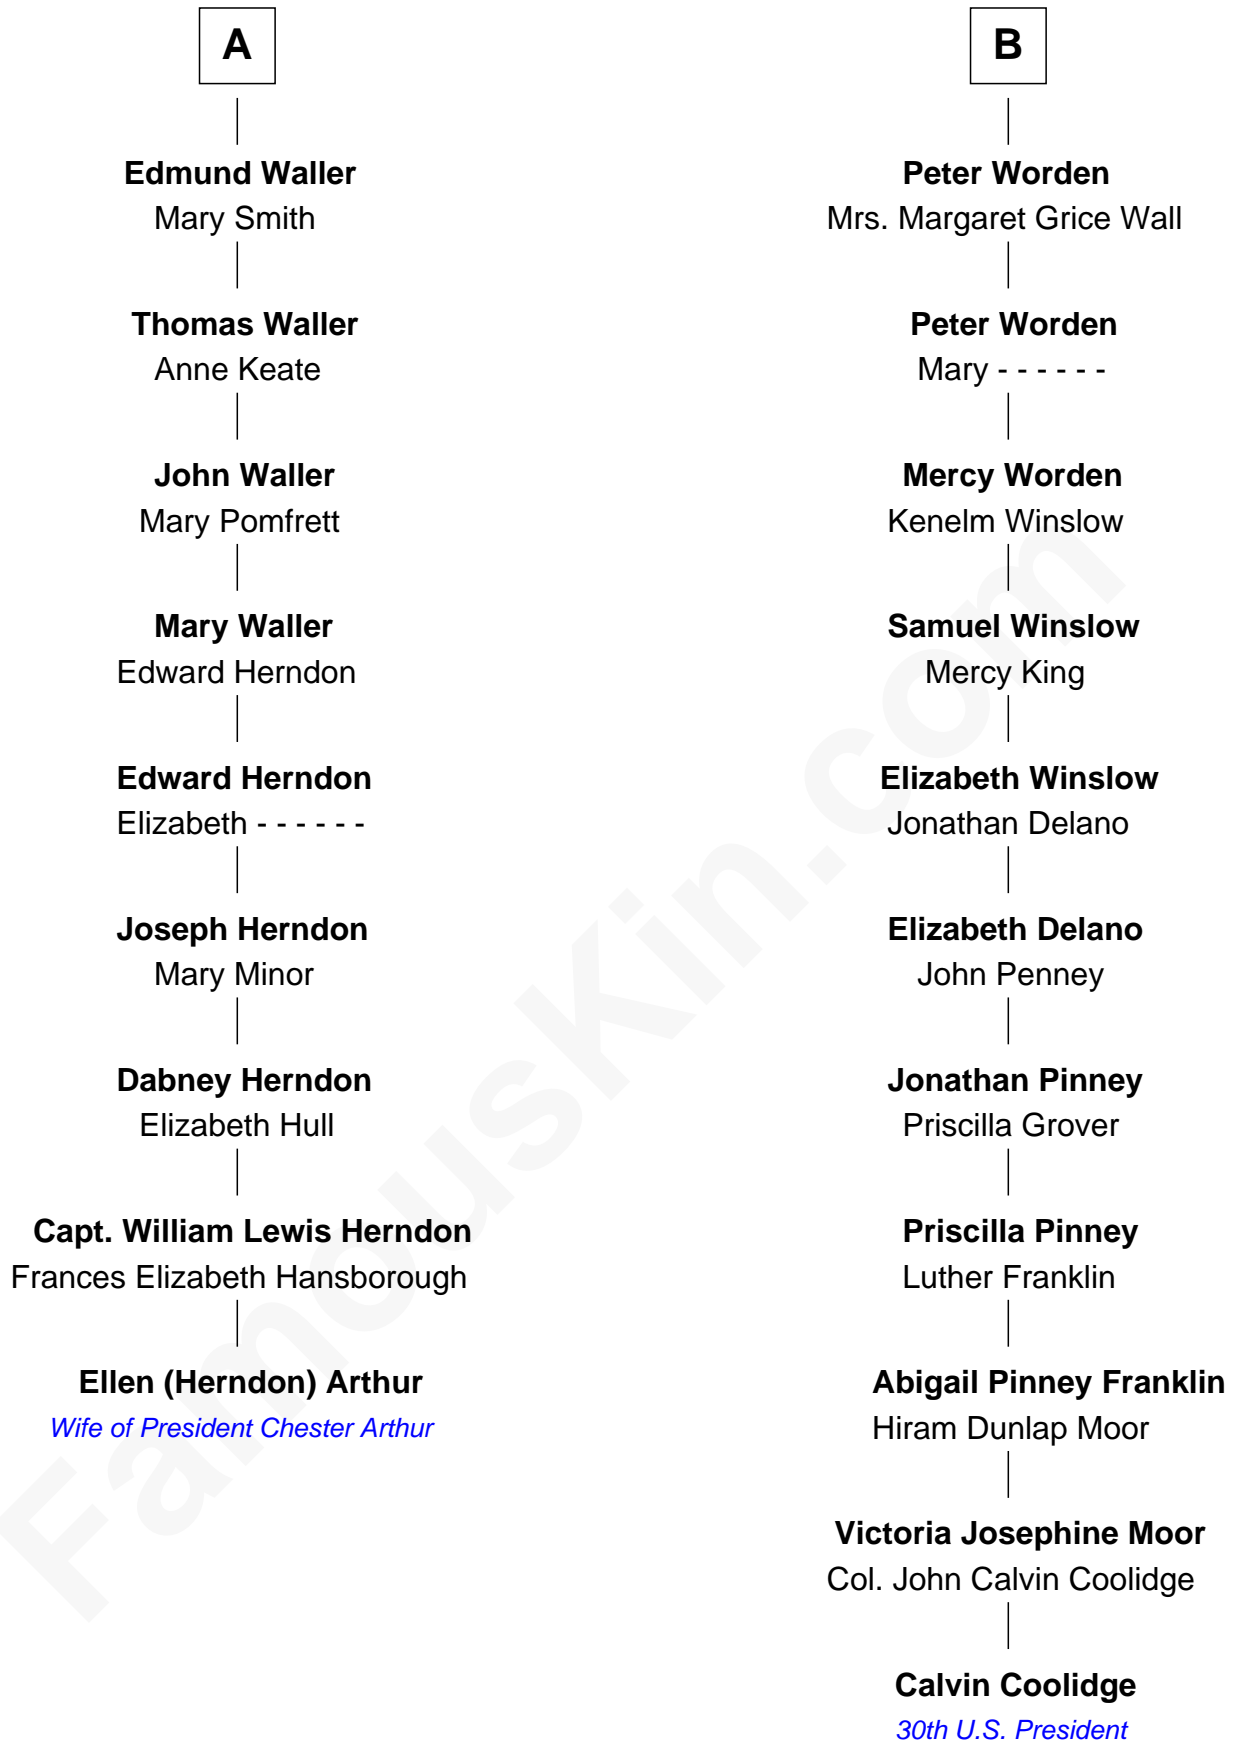 A
Edmund Waller
Mary Smith
Thomas Waller
Anne Keate
John Waller
Mary Pomfrett
Mary Waller
Edward Herndon
Edward Herndon
Elizabeth - - - - - -
Joseph Herndon
Mary Minor
Dabney Herndon
Elizabeth Hull
Capt. William Lewis Herndon
Frances Elizabeth Hansborough
Ellen (Herndon) Arthur
Wife of President Chester Arthur
B
Peter Worden
Mrs. Margaret Grice Wall
Peter Worden
Mary - - - - - -
Mercy Worden
Kenelm Winslow
Samuel Winslow
Mercy King
Elizabeth Winslow
Jonathan Delano
Elizabeth Delano
John Penney
Jonathan Pinney
Priscilla Grover
Priscilla Pinney
Luther Franklin
Abigail Pinney Franklin
Hiram Dunlap Moor
Victoria Josephine Moor
Col. John Calvin Coolidge
Calvin Coolidge
30th U.S. President
FamousKin.com